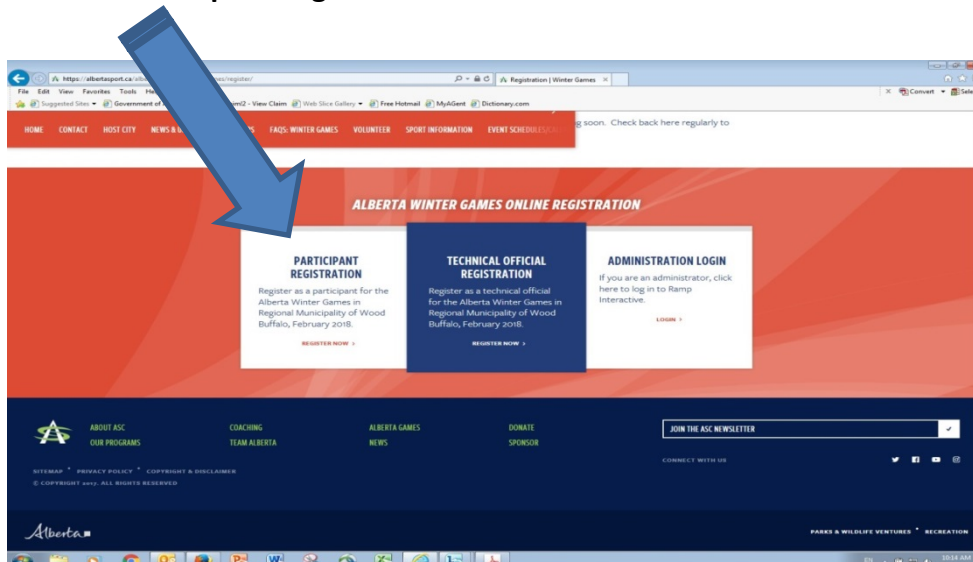 https://albertasport.ca/
Registration | Winter Games
File Edit View Favorites Tools
Convert
Suggested Sites
View Claim Web Slice Gallery Free Hotmail MyAGent Dictionary.com
HOME CONTACT HOST CITY FAQS: WINTER GAMES VOLUNTEER SPORT INFORMATION EVENT
soon. Check back here regularly to
ALBERTA WINTER GAMES ONLINE REGISTRATION
PARTICIPANT
REGISTRATION
Register as a participant for the
Alberta Winter Games in
Regional Municipality of Wood
Buffalo, February 2018.
REGISTER NOW >
TECHNICAL OFFICIAL
REGISTRATION
Register as a technical official
for the Alberta Winter Games in
Regional Municipality of Wood
Buffalo, February 2018.
REGISTER NOW >
ADMINISTRATION LOGIN
If you are an administrator, click
here to log in to Ramp
Interactive.
LOGIN >
ABOUT ASC COACHING ALBERTA GAMES DONATE
OUR PROGRAMS TEAM ALBERTA NEWS SPONSOR
JOIN THE ASC NEWSLETTER
CONNECT WITH US
SITEMAP * PRIVACY POLICY * COPYRIGHT & DISCLAIMER
© COPYRIGHT 2017. ALL RIGHTS RESERVED
Alberta
PARKS & WILDLIFE VENTURES * RECREATION
10:14 AM